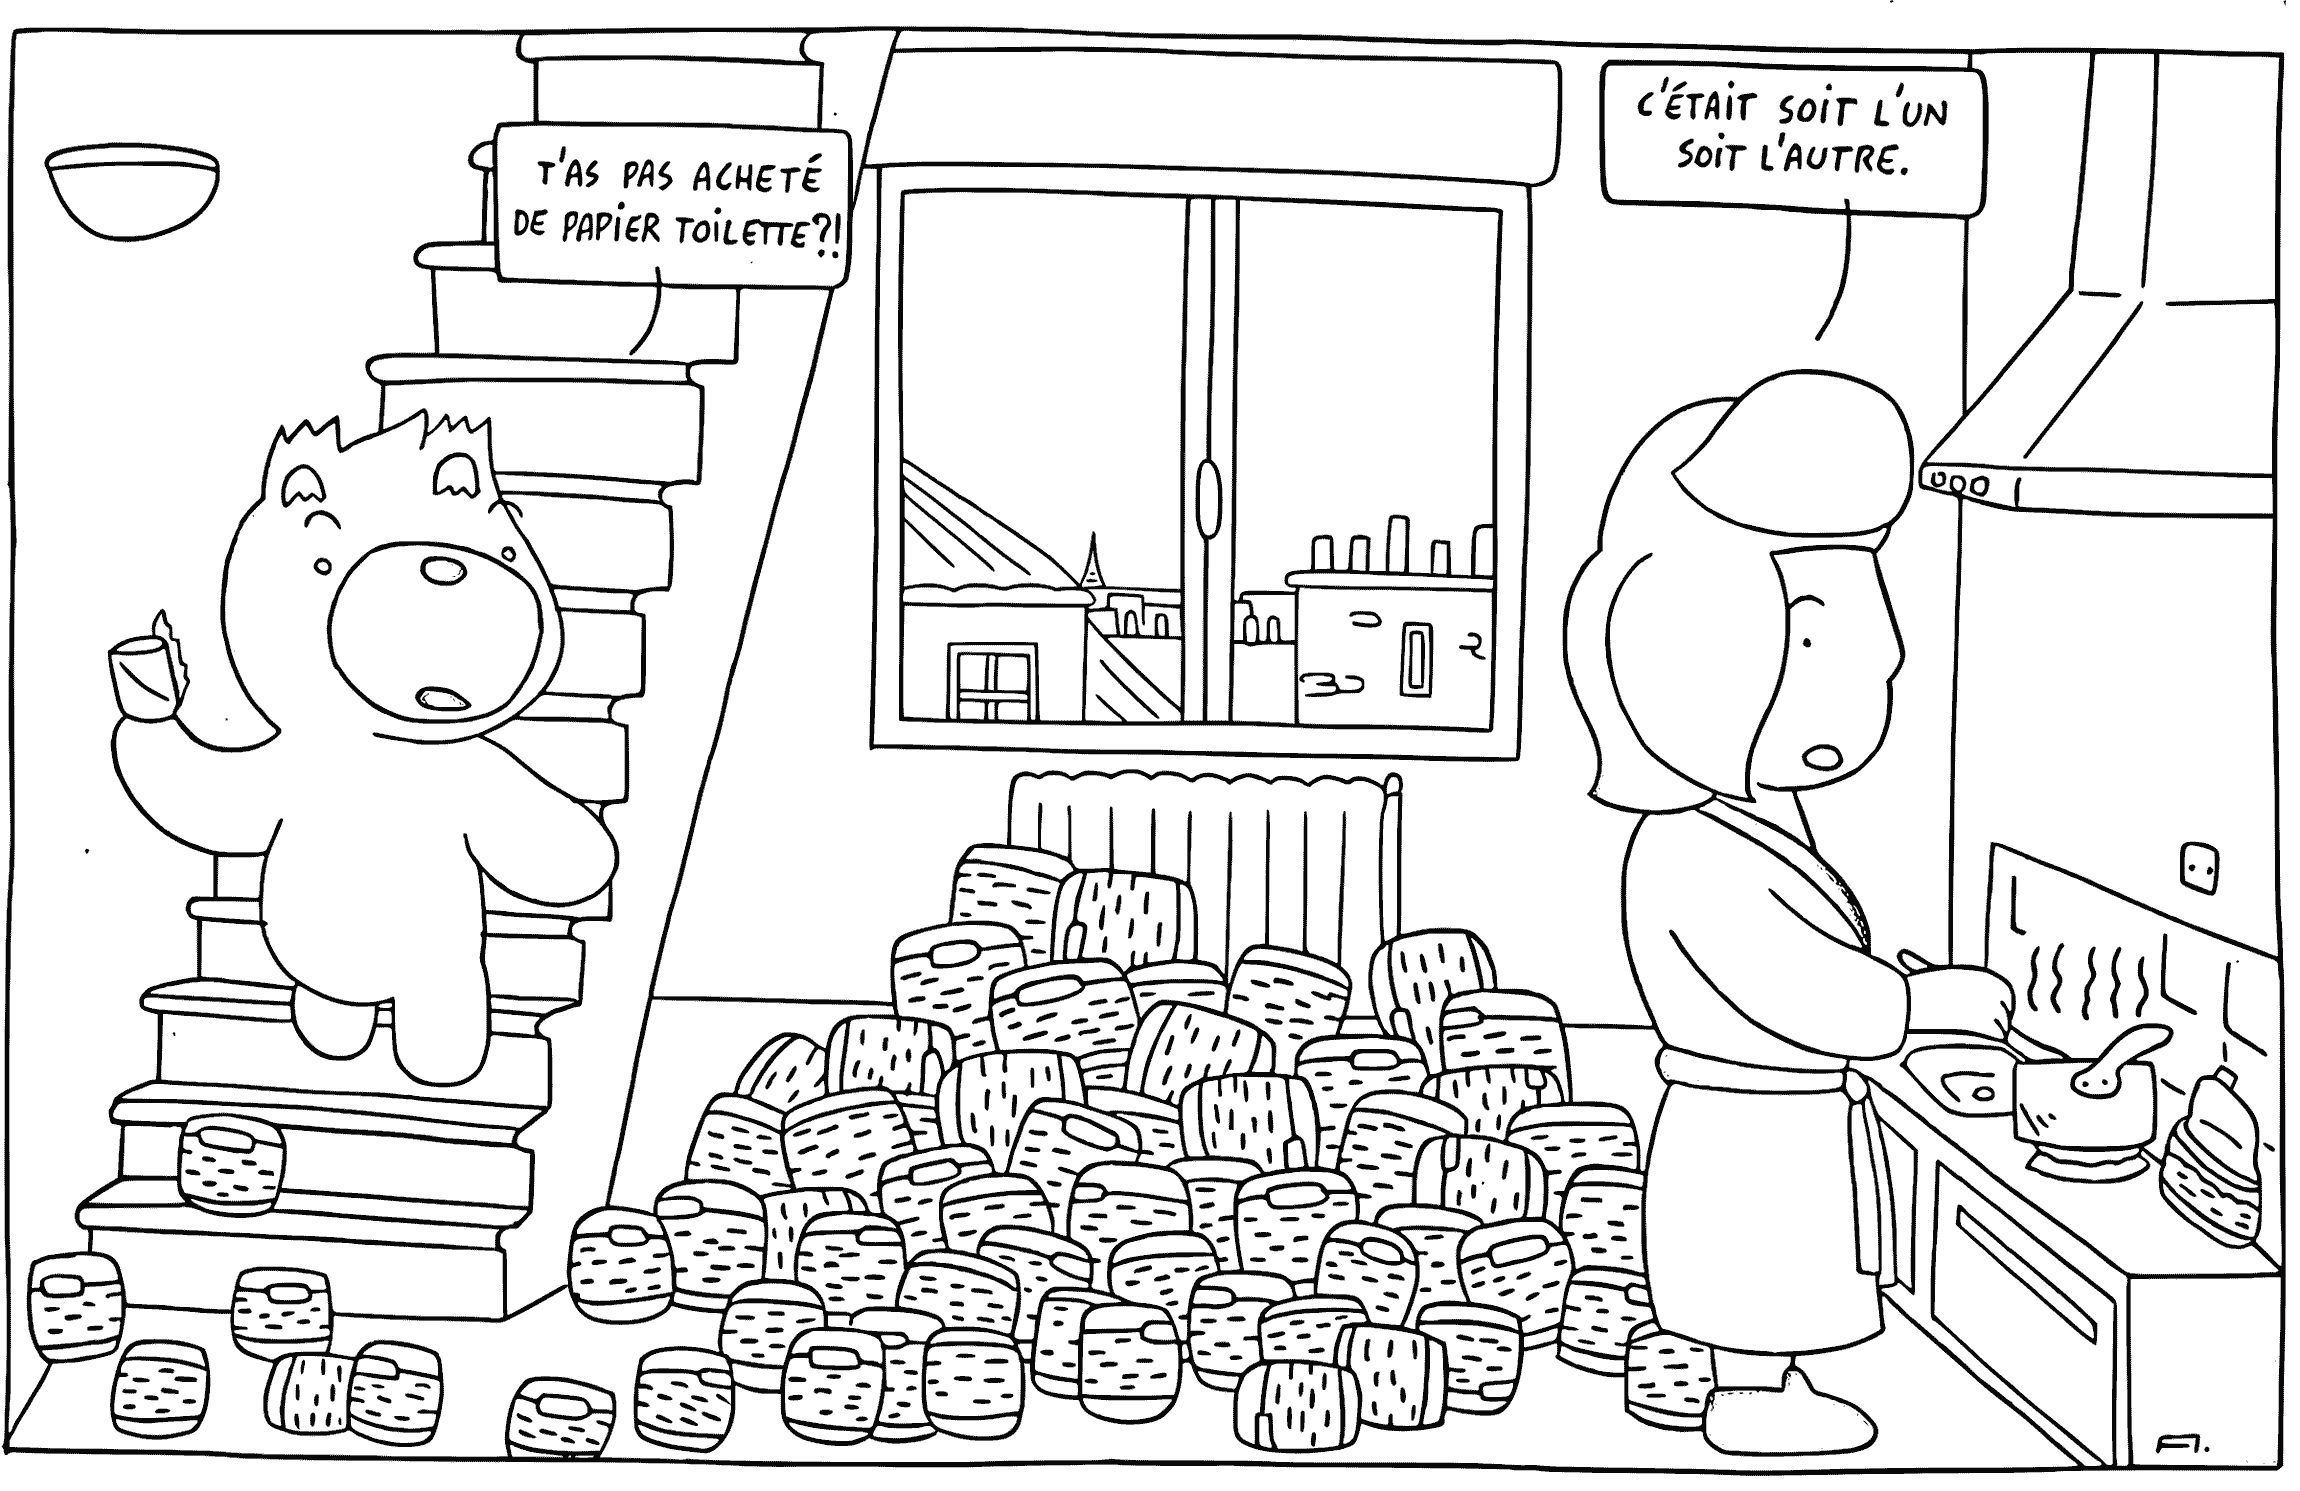 T'AS PAS ACHETÉ
DE PAPIER TOILETTE?!
C'ÉTAIT SOIT L'UN
SOIT L'AUTRE.